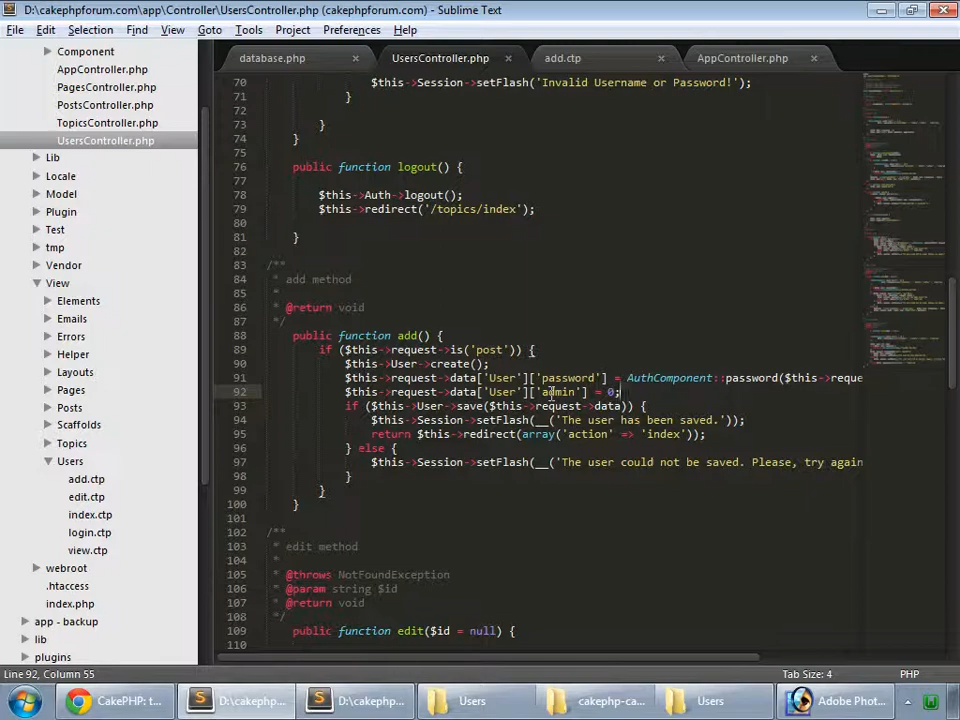 D:\cakephpforum.com\app\Controller\UsersController.php (cakephpforum.com) - Sublime Text
File Edit Selection Find View Goto Tools Project Preferences Help
Component
AppController.php
PagesController.php
PostsController.php
TopicsController.php
UsersController.php
Lib
Locale
Model
Plugin
Test
tmp
Vendor
View
Elements
Emails
Errors
Helper
Layouts
Pages
Posts
Scaffolds
Topics
Users
add.ctp
edit.ctp
index.ctp
login.ctp
view.ctp
webroot
.htaccess
index.php
app - backup
lib
plugins
database.php × UsersController.php × add.ctp × AppController.php ×
70 $this->Session->setFlash('Invalid Username or Password!');
71 }
72
73 }
74 }
75
76 public function logout() {
77
78 $this->Auth->logout();
79 $this->redirect('/topics/index');
80
81 }
82
83 /**
84 * add method
85 *
86 * @return void
87 */
88 public function add() {
89 if ($this->request->is('post')) {
90 $this->User->create();
91 $this->request->data['User']['password'] = AuthComponent::password($this->reque
92 $this->request->data['User']['admin'] = 0;
93 if ($this->User->save($this->request->data)) {
94 $this->Session->setFlash(__('The user has been saved.'));
95 return $this->redirect(array('action' => 'index'));
96 } else {
97 $this->Session->setFlash(__('The user could not be saved. Please, try again
98 }
99 }
100 }
101
102 /**
103 * edit method
104 *
105 * @throws NotFoundException
106 * @param string $id
107 * @return void
108 */
109 public function edit($id = null) {
110
Line 92, Column 55 Tab Size: 4 PHP
CakePHP: t... D:\cakephp... D:\cakephp... Users cakephp-ca... Users Adobe Phot...